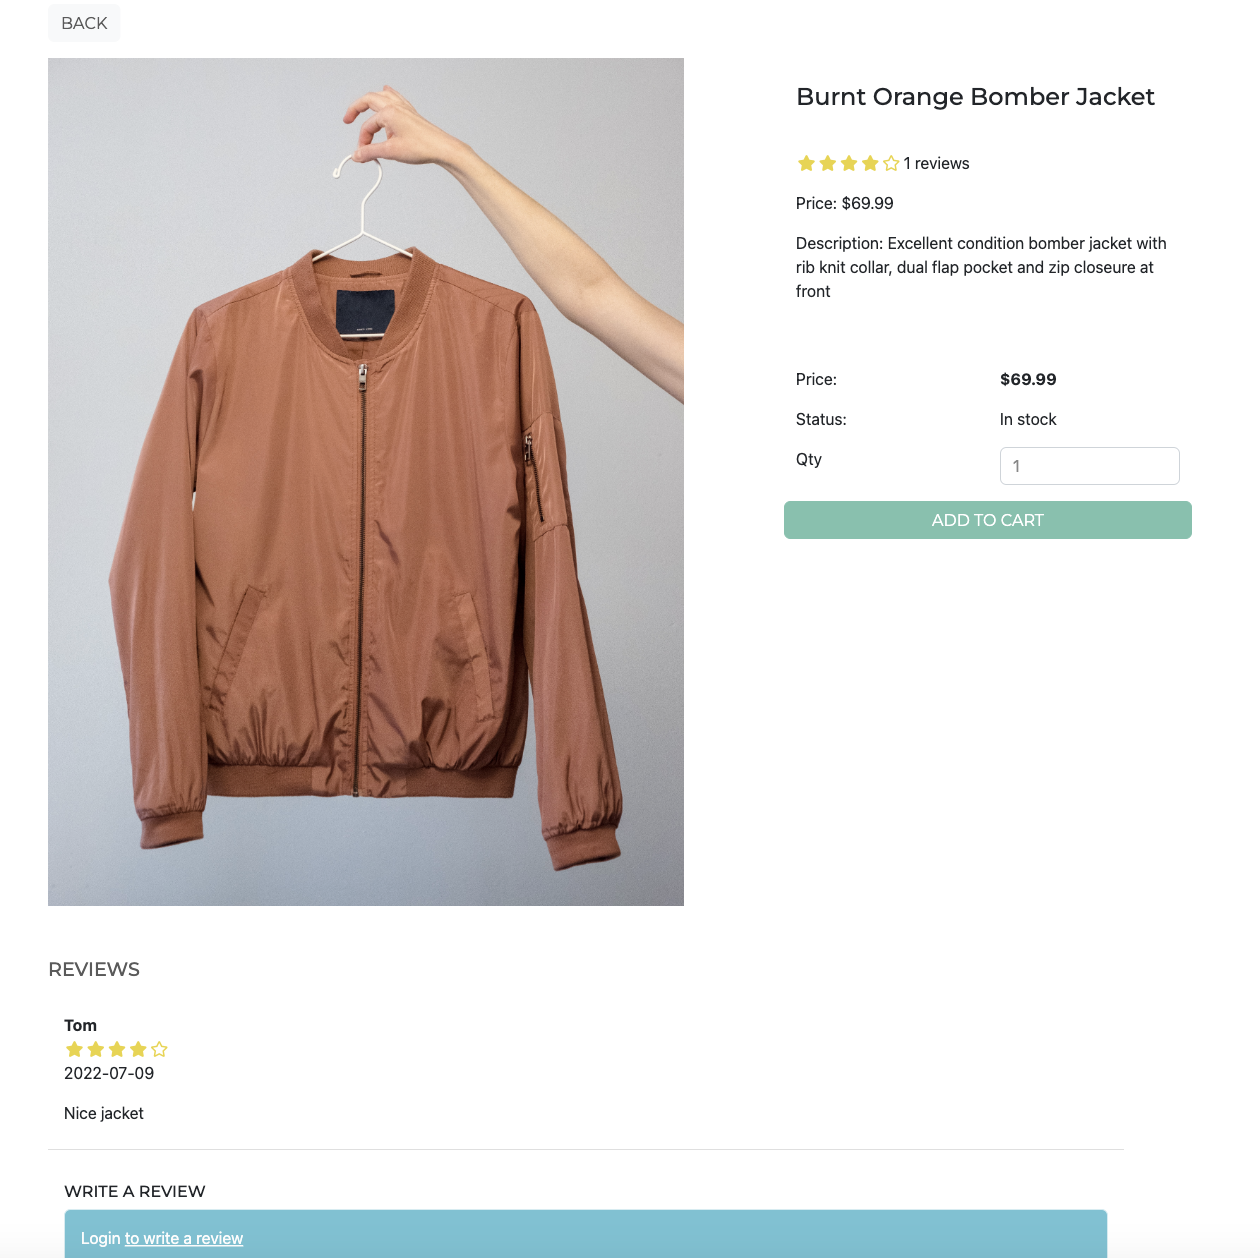 BACK
Burnt Orange Bomber Jacket
1 reviews
Price: $69.99
Description: Excellent condition bomber jacket with
rib knit collar, dual flap pocket and zip closeure at
front
Price: $69.99
Status: In stock
Qty 1
ADD TO CART
REVIEWS
Tom
2022-07-09
Nice jacket
WRITE A REVIEW
Login to write a review